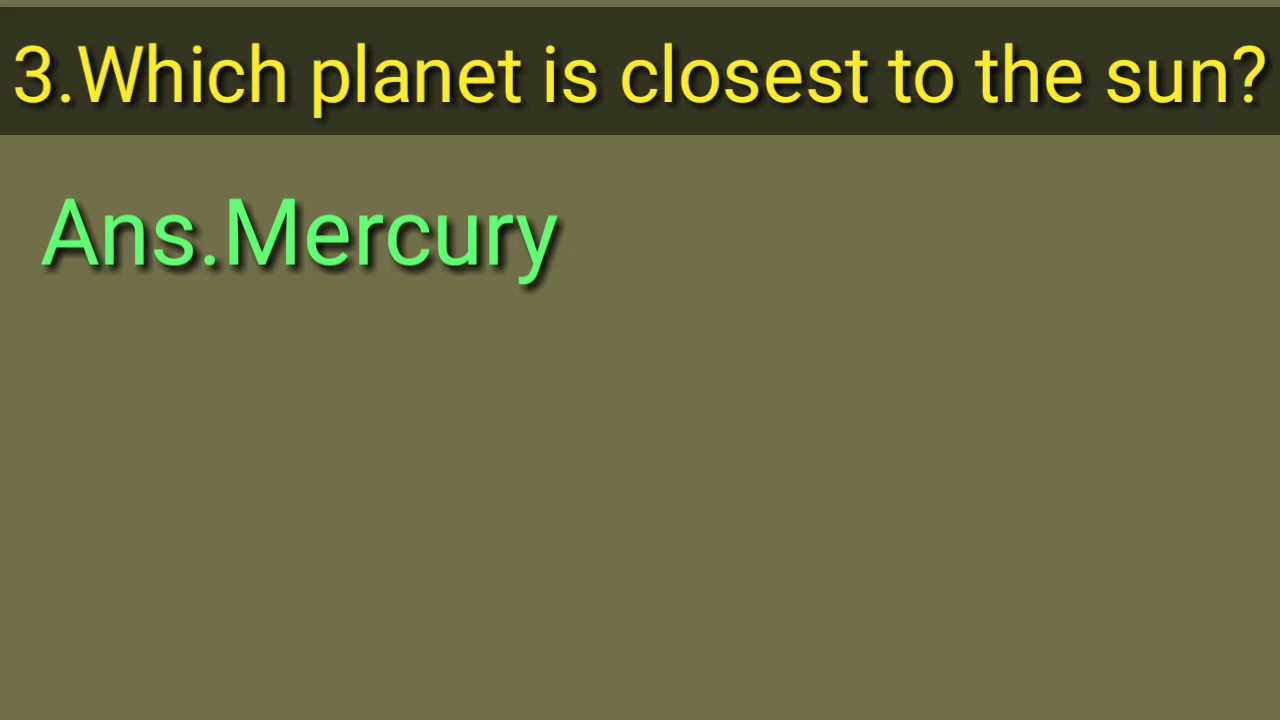 3.Which planet is closest to the sun?
Ans.Mercury